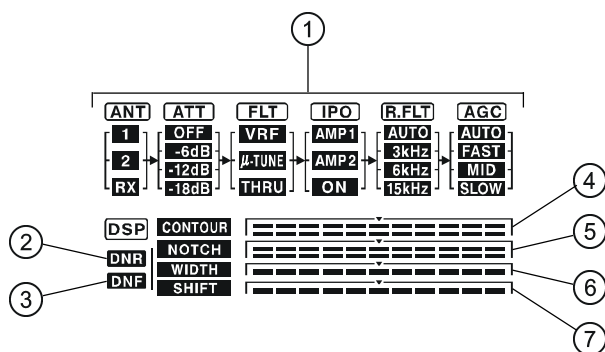 1
ANT ATT FLT IPO R.FLT AGC
1 OFF VRF AMP1 AUTO AUTO
-6dB 3kHz FAST
2 μ-TUNE AMP2
-12dB 6kHz MID
RX -18dB THRU ON 15kHz SLOW
4
DSP CONTOUR
5
2 DNR NOTCH
WIDTH
6
3 DNF SHIFT
7